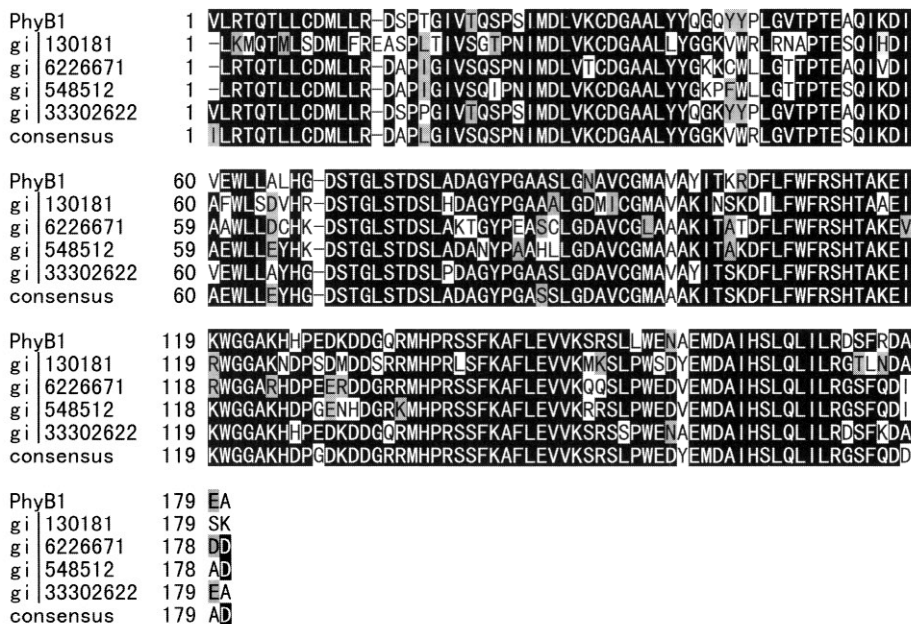 PhyB1 1 VLRTQTLLCDMLLR-DSPTGIVTQSPSIMDLVKCDGAALYYQGQYYPLGVTPTEAQIKDI
gi|130181 1 -LKMQTMLSDMLFREASPLTIVSGTPNIMDLVKCDGAALLYGGKVWRLRNAPTESQIHDI
gi|6226671 1 -LRTQTLLCDMLLR-DAPIGIVSQSPNIMDLVTCDGAALYYGKKCWLLGTTPTEAQIVDI
gi|548512 1 -LRTQTLLCDMLLR-DAPIGIVSQIPNIMDLVKCDGAALYYGKPFWLLGTTPTESQIKDI
gi|33302622 1 VLRTQTLLCDMLLR-DSPPGIVTQSPSIMDLVKCDGAALYYQGKYYPLGVTPTEAQIKDI
consensus 1 ILRTQTLLCDMLLR-DAPLGIVSQSPNIMDLVKCDGAALYYGGKVWRLGVTPTESQIKDI
PhyB1 60 VEWLLALHG-DSTGLSTDSLADAGYPGAASLGNAVCGMAVAYITKRDFLFWFRSHTAKEI
gi|130181 60 AFWLSDVHR-DSTGLSTDSLHDAGYPGAAALGDMICGMAVAKINSKDILFWFRSHTAAEI
gi|6226671 59 AAWLLDCHK-DSTGLSTDSLAKTGYPEASCLGDAVCGLAAAKITATDFLFWFRSHTAKEV
gi|548512 59 AEWLLEYHK-DSTGLSTDSLADANYPAAHLLGDAVCGMAAAKITAKDFLFWFRSHTAKEI
gi|33302622 60 VEWLLAYHG-DSTGLSTDSLPDAGYPGAASLGDAVCGMAVAYITSKDFLFWFRSHTAKEI
consensus 60 AEWLLEYHG-DSTGLSTDSLADAGYPGASSLGDAVCGMAAAKITSKDFLFWFRSHTAKEI
PhyB1 119 KWGGAKHHPEDKDDGQRMHPRSSFKAFLEVVKSRSLLWENAEMDAIHSLQLILRDSFRDA
gi|130181 119 RWGGAKNDPSDMDDSRRMHPRLSFKAFLEVVKMKSLPWSDYEMDAIHSLQLILRGTLNDA
gi|6226671 118 RWGGARHDPEERDDGRRMHPRSSFKAFLEVVKQQSLPWEDVEMDAIHSLQLILRGSFQDI
gi|548512 118 KWGGAKHDPGENHDGRKMHPRSSFKAFLEVVKRRSLPWEDVEMDAIHSLQLILRGSFQDI
gi|33302622 119 KWGGAKHHPEDKDDGQRMHPRSSFKAFLEVVKSRSSPWENAEMDAIHSLQLILRDSFKDA
consensus 119 KWGGAKHDPGDKDDGRRMHPRSSFKAFLEVVKSRSLPWEDYEMDAIHSLQLILRGSFQDD
PhyB1 179 EA
gi|130181 179 SK
gi|6226671 178 DD
gi|548512 178 AD
gi|33302622 179 EA
consensus 179 AD